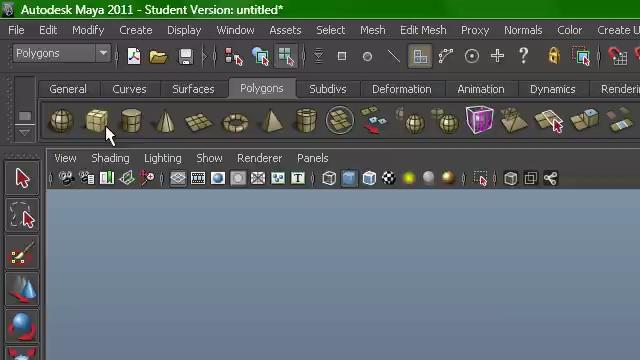 Autodesk Maya 2011 - Student Version: untitled*
File Edit Modify Create Display Window Assets Select Mesh Edit Mesh Proxy Normals Color Create U
Polygons
General Curves Surfaces Polygons Subdivs Deformation Animation Dynamics Renderin
View Shading Lighting Show Renderer Panels
T